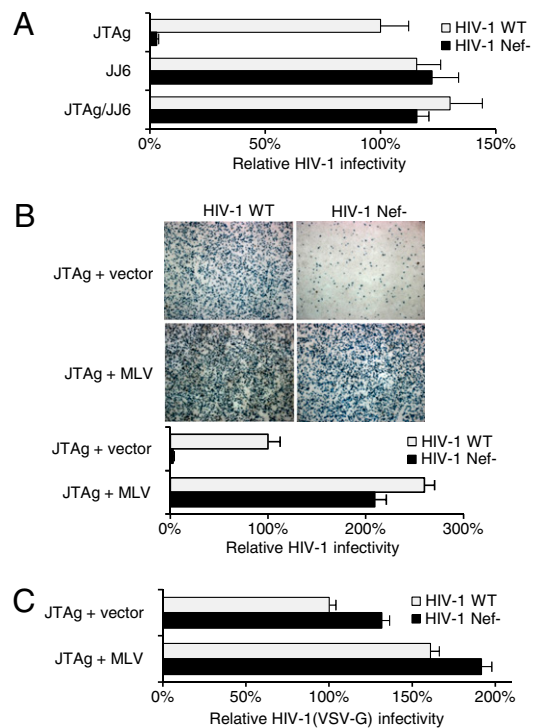 A
JTAg
JJ6
JTAg/JJ6
HIV-1 WT
HIV-1 Nef-
0% 50% 100% 150%
Relative HIV-1 infectivity
B
HIV-1 WT HIV-1 Nef-
JTAg + vector
JTAg + MLV
JTAg + vector
JTAg + MLV
HIV-1 WT
HIV-1 Nef-
0% 100% 200% 300%
Relative HIV-1 infectivity
C
JTAg + vector
JTAg + MLV
HIV-1 WT
HIV-1 Nef-
0% 50% 100% 150% 200%
Relative HIV-1(VSV-G) infectivity